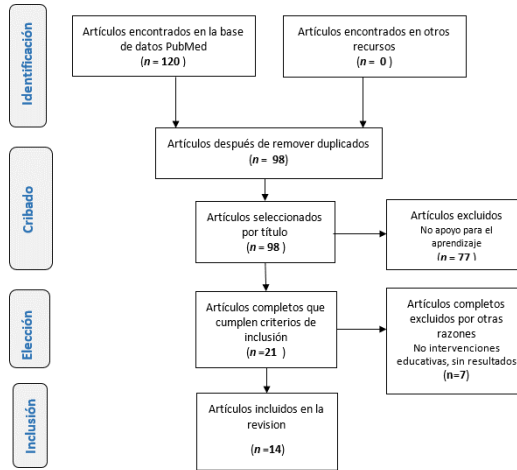 Identificación
Artículos encontrados en la base
de datos PubMed
(n = 120)
Artículos encontrados en otros
recursos
(n = 0)
Artículos después de remover duplicados
(n = 98)
Cribado
Artículos seleccionados
por título
(n = 98)
Artículos excluidos
No apoyo para el
aprendizaje
(n = 77)
Elección
Artículos completos que
cumplen criterios de
inclusión
(n =21 )
Artículos completos
excluidos por otras
razones
No intervenciones
educativas, sin resultados
(n=7)
Inclusión
Artículos incluidos en la
revision
(n=14)